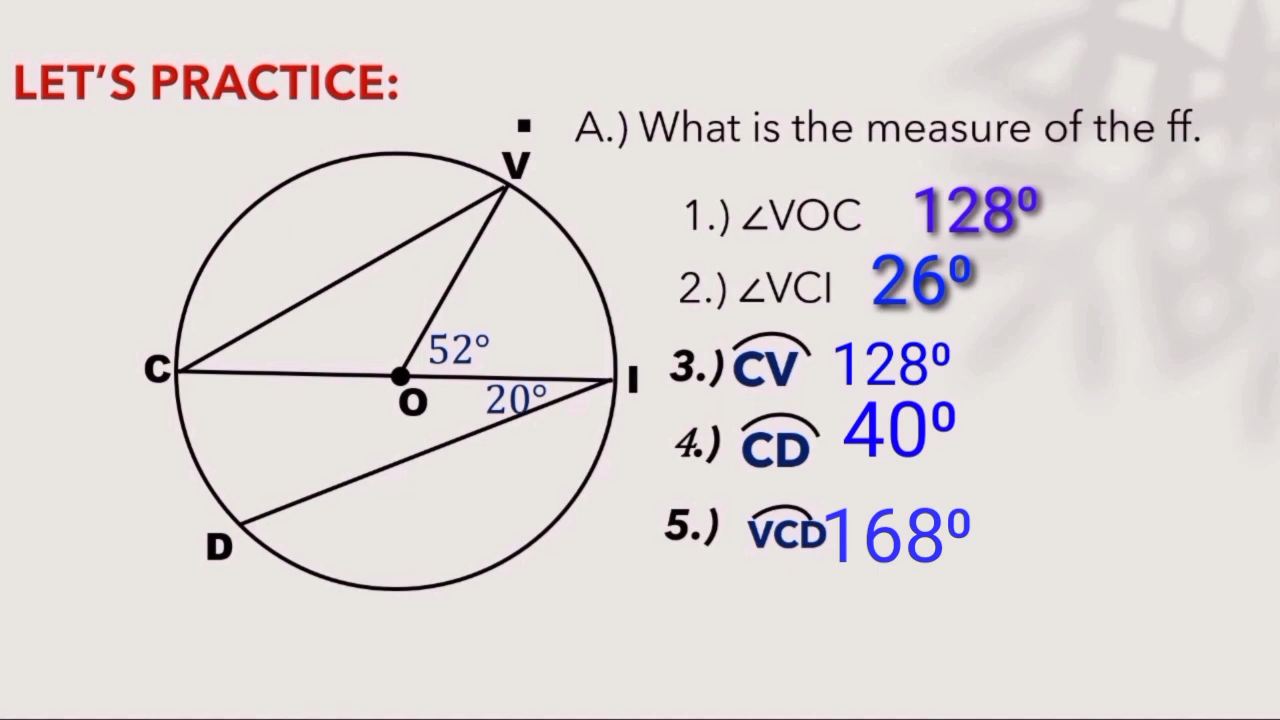 LET'S PRACTICE:
▪ A.) What is the measure of the ff.
V
1.) ∠VOC 128⁰
2.) ∠VCI 26⁰
52°
C
O
I
20°
3.) CV 128⁰
4.) CD 40⁰
5.) VCD 168⁰
D